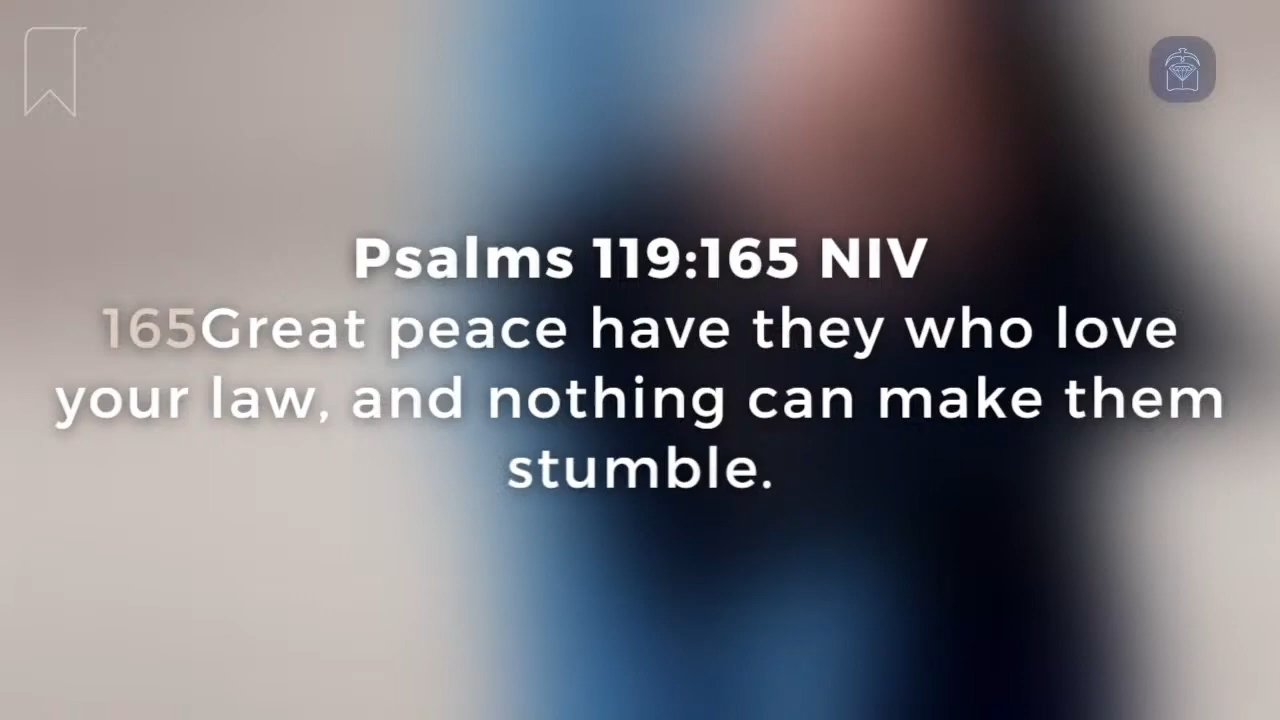 Psalms 119:165 NIV
165Great peace have they who love
your law, and nothing can make them
stumble.